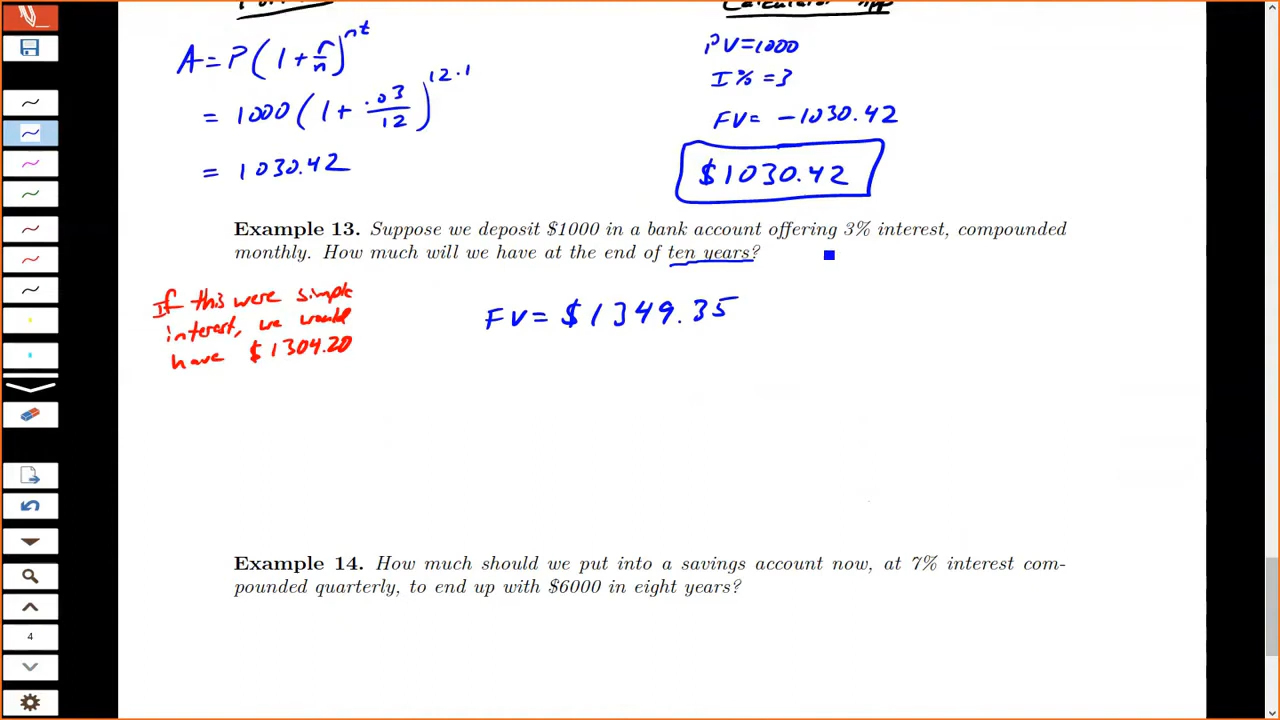 Calculator App
A = P(1 + r/n)^nt
= 1000(1 + .03/12)^12·1
= 1030.42
PV=1000
I% =3
FV= -1030.42
$1030.42
Example 13. Suppose we deposit $1000 in a bank account offering 3% interest, compounded
monthly. How much will we have at the end of ten years?
If this were simple
interest, we would
have $1304.20
FV= $1349.35
Example 14. How much should we put into a savings account now, at 7% interest com-
pounded quarterly, to end up with $6000 in eight years?
4